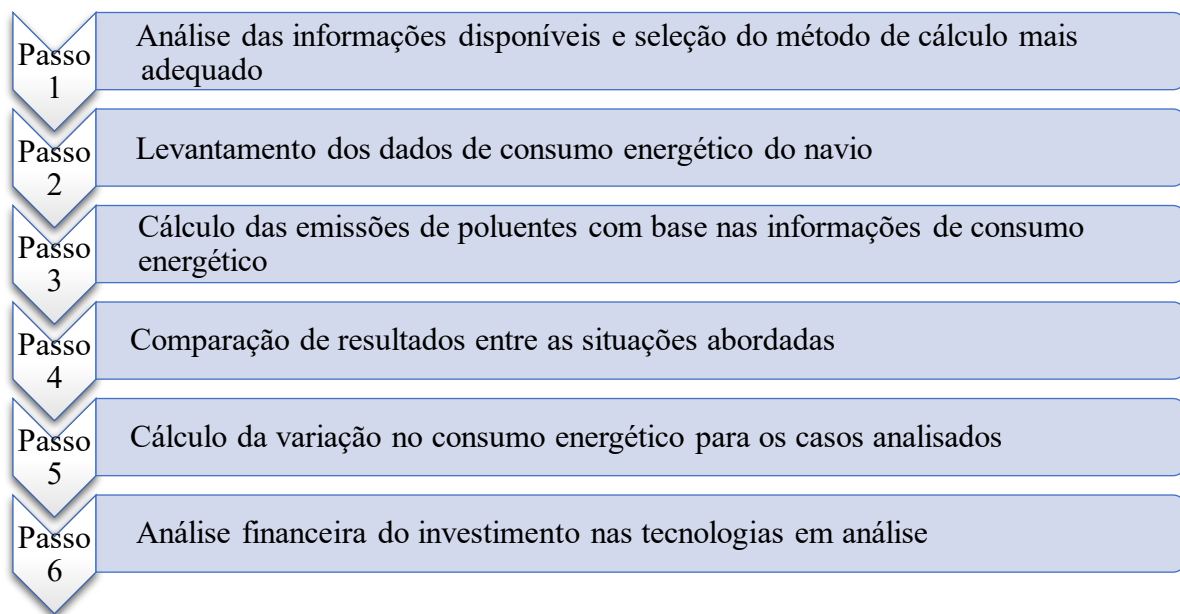 Passo
1
Análise das informações disponíveis e seleção do método de cálculo mais
adequado
Passo
2
Levantamento dos dados de consumo energético do navio
Passo
3
Cálculo das emissões de poluentes com base nas informações de consumo
energético
Passo
4
Comparação de resultados entre as situações abordadas
Passo
5
Cálculo da variação no consumo energético para os casos analisados
Passo
6
Análise financeira do investimento nas tecnologias em análise